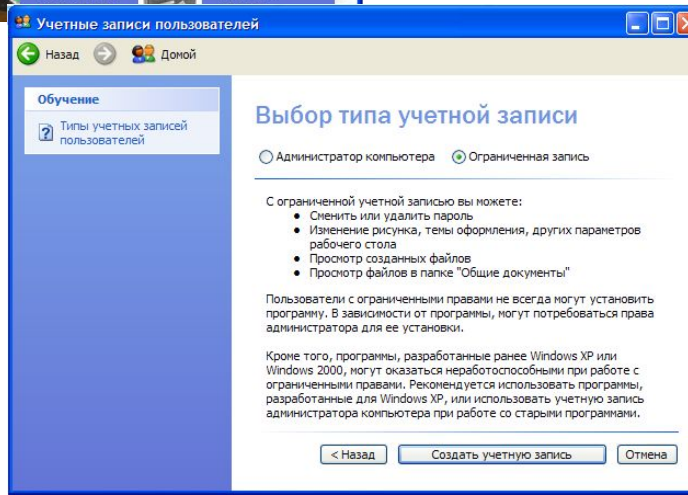 Учетные записи пользователей
Назад Домой
Обучение
Типы учетных записей
пользователей
Выбор типа учетной записи
Администратор компьютера Ограниченная запись
С ограниченной учетной записью вы можете:
• Сменить или удалить пароль
• Изменение рисунка, темы оформления, других параметров
рабочего стола
• Просмотр созданных файлов
• Просмотр файлов в папке "Общие документы"
Пользователи с ограниченными правами не всегда могут установить
программу. В зависимости от программы, могут потребоваться права
администратора для ее установки.
Кроме того, программы, разработанные ранее Windows XP или
Windows 2000, могут оказаться неработоспособными при работе с
ограниченными правами. Рекомендуется использовать программы,
разработанные для Windows XP, или использовать учетную запись
администратора компьютера при работе со старыми программами.
< Назад Создать учетную запись Отмена